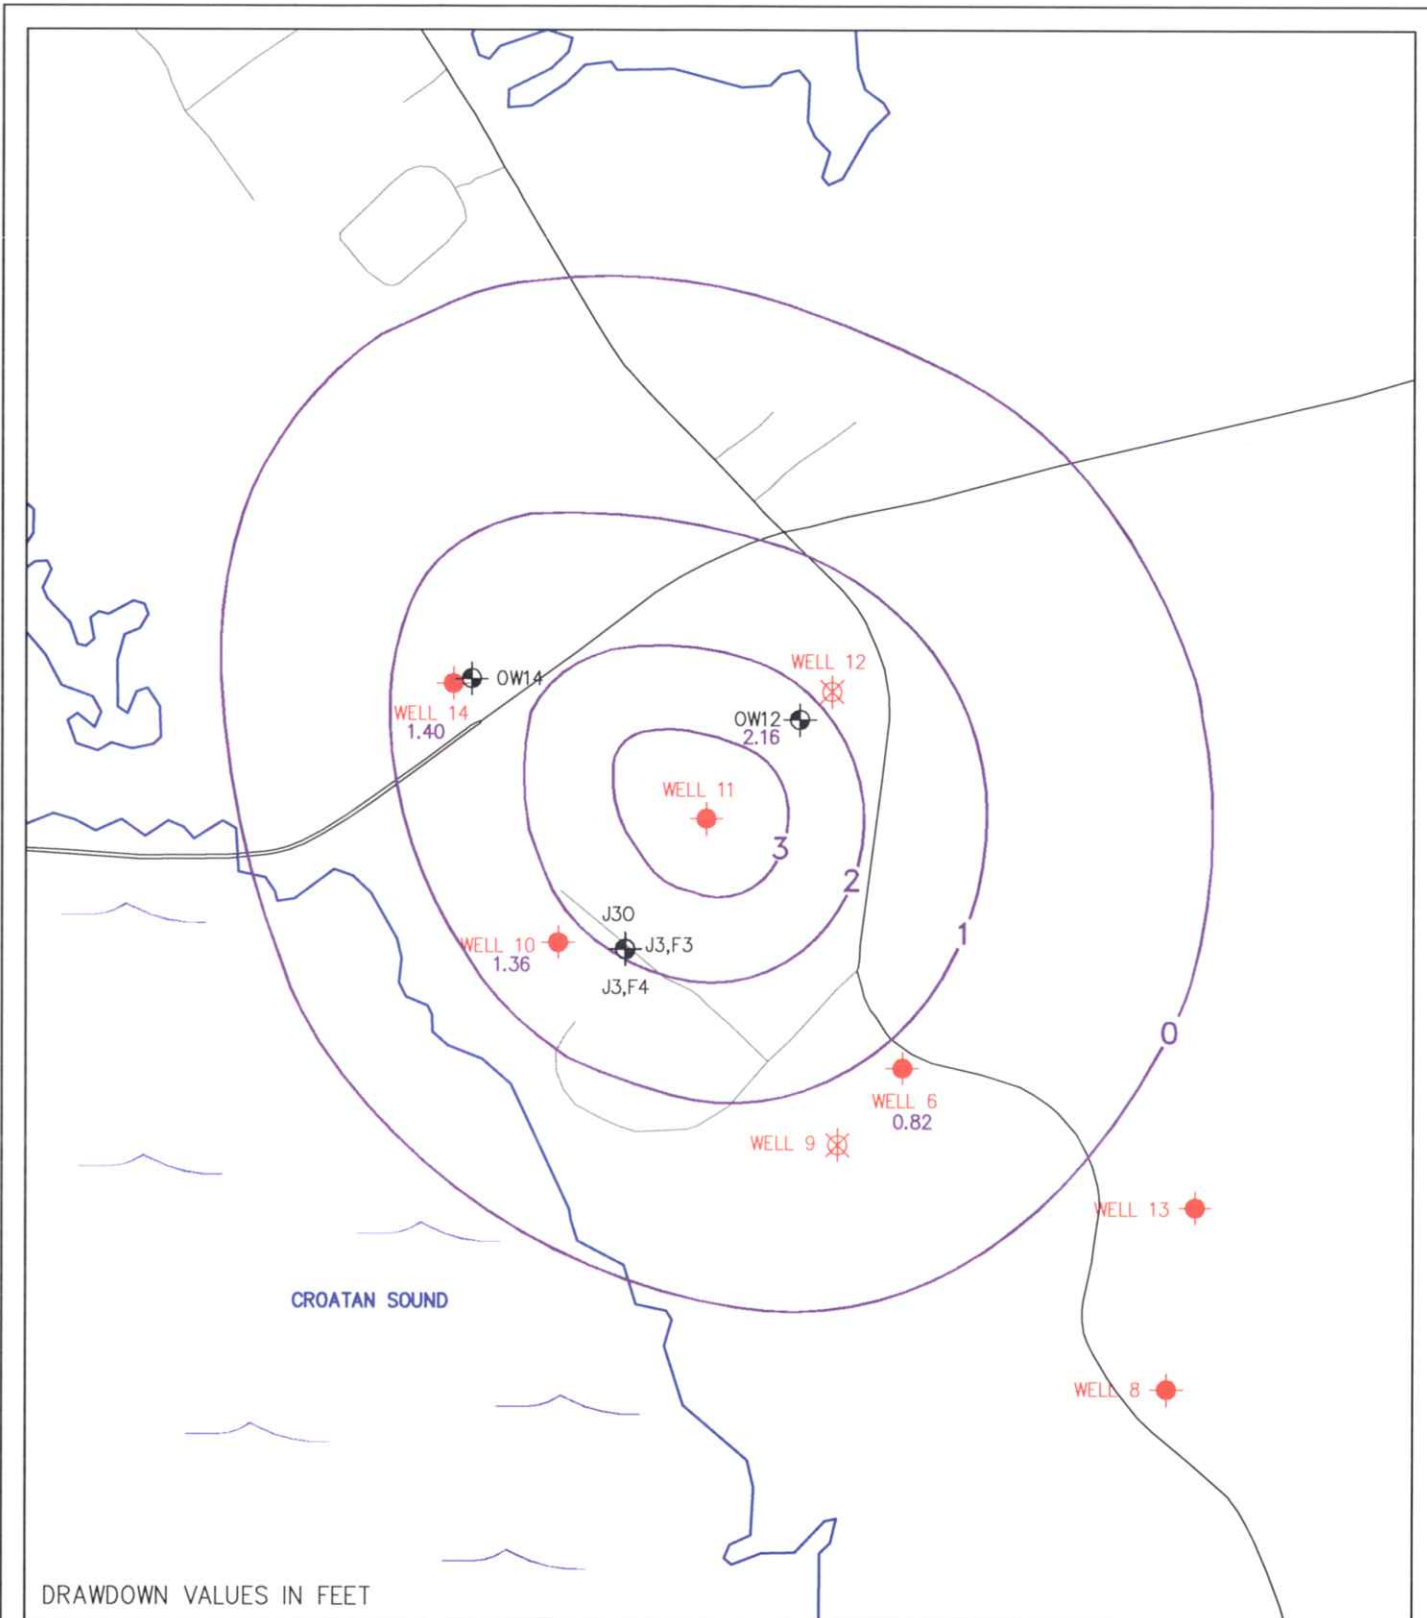 WELL 12
OW14
WELL 14
1.40
OW12
2.16
WELL 11
3
2
J30
J3,F3
WELL 10
1.36
J3,F4
1
0
WELL 6
0.82
WELL 9
WELL 13
CROATAN SOUND
WELL 8
DRAWDOWN VALUES IN FEET